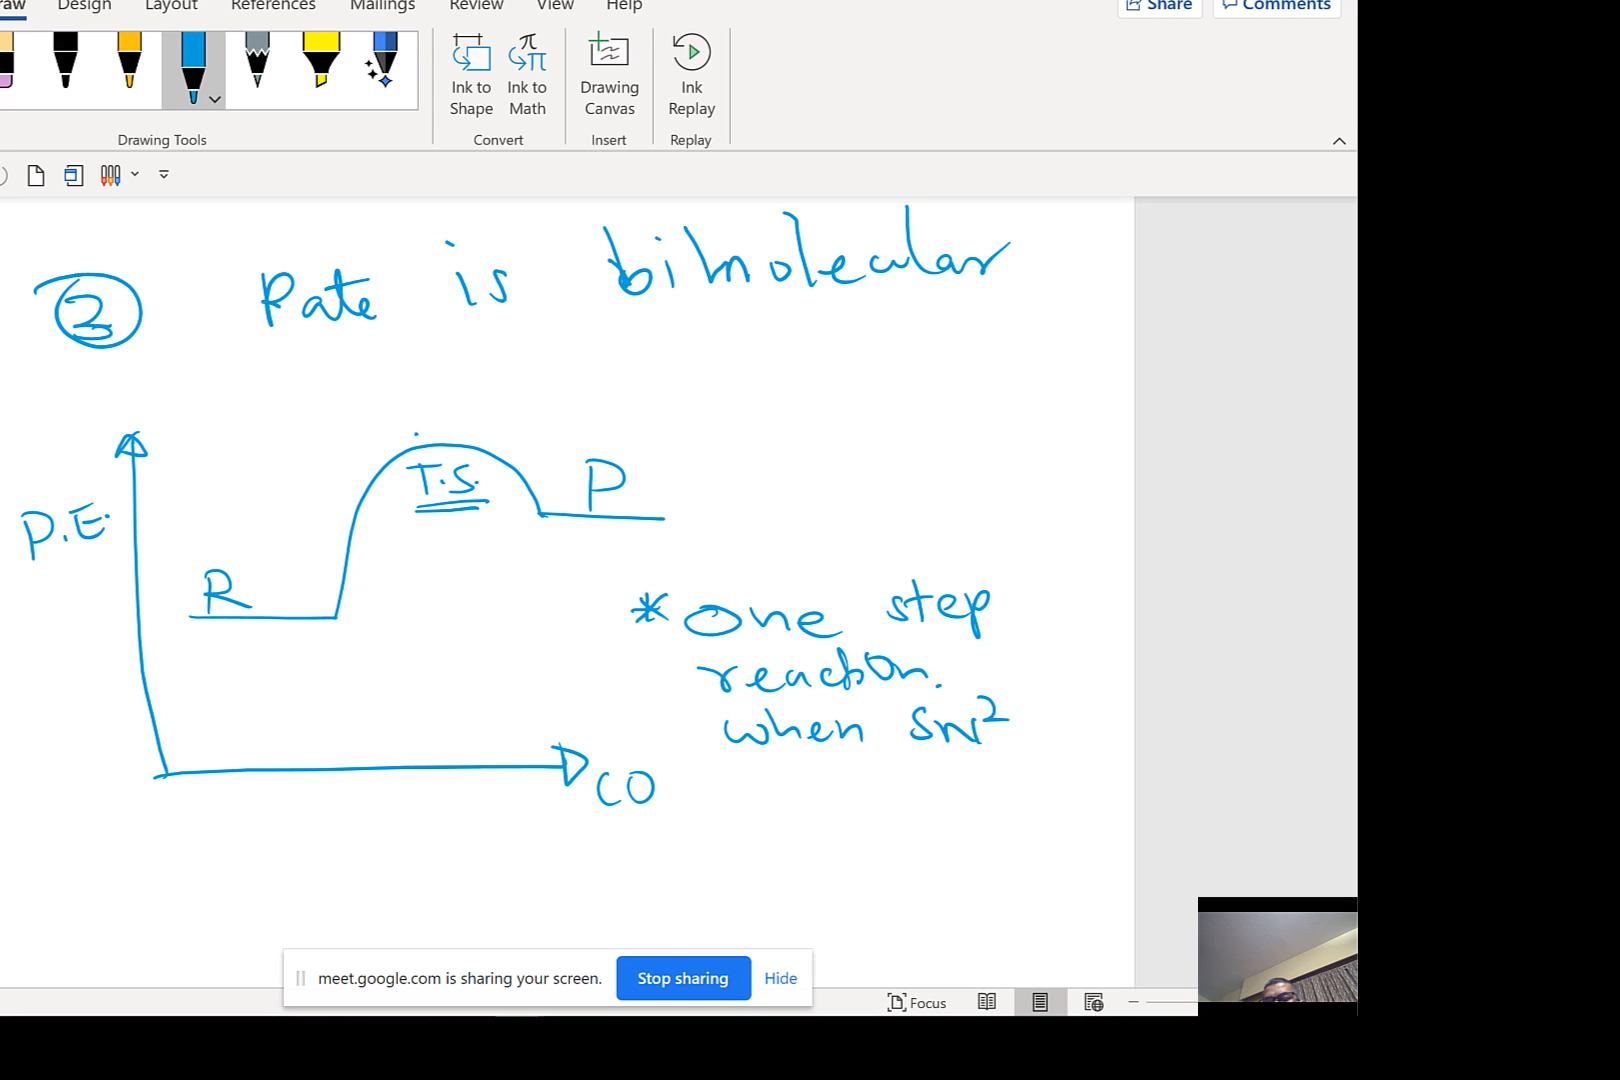 Draw Design Layout References Mailings Review View Help Share Comments
Ink to Shape Ink to Math Drawing Canvas Ink Replay
Drawing Tools Convert Insert Replay
2 Rate is bimolecular
T.S. P
P.E.
R
* one step
reaction.
when SN2
CO
meet.google.com is sharing your screen. Stop sharing Hide
Focus